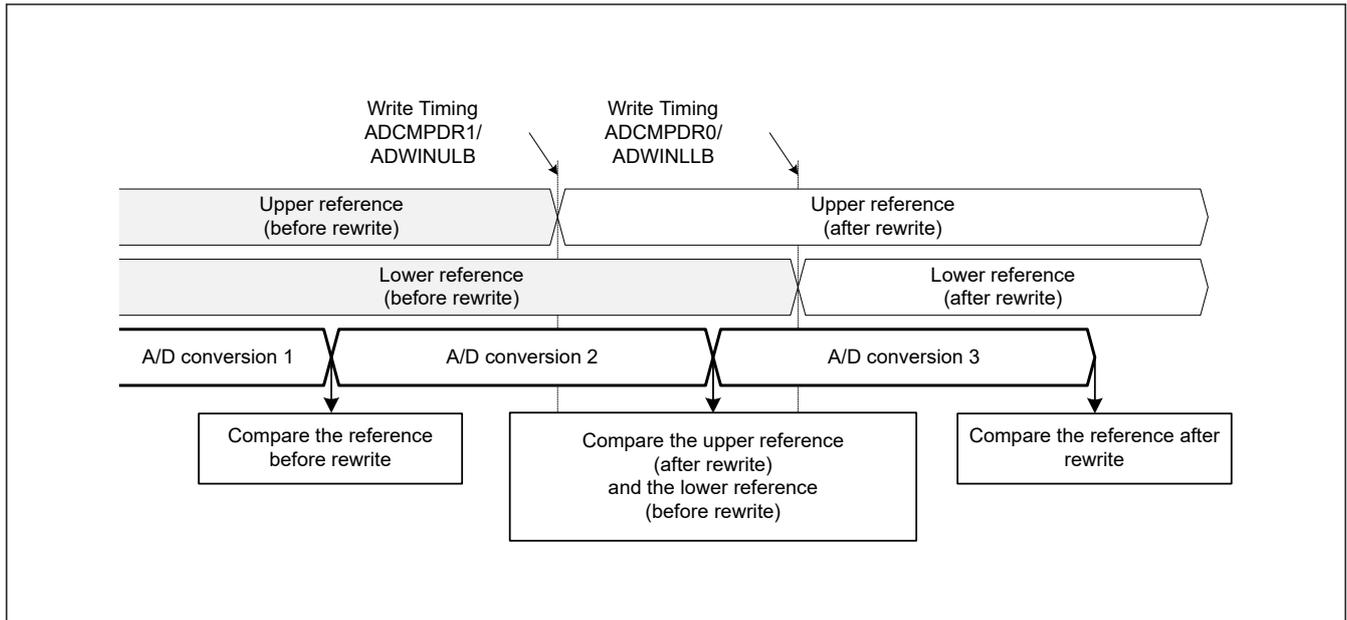 Write Timing
ADCMPDR1/
ADWINULB
Write Timing
ADCMPDR0/
ADWINLLB
Upper reference
(before rewrite)
Upper reference
(after rewrite)
Lower reference
(before rewrite)
Lower reference
(after rewrite)
A/D conversion 1
A/D conversion 2
A/D conversion 3
Compare the reference
before rewrite
Compare the upper reference
(after rewrite)
and the lower reference
(before rewrite)
Compare the reference after
rewrite